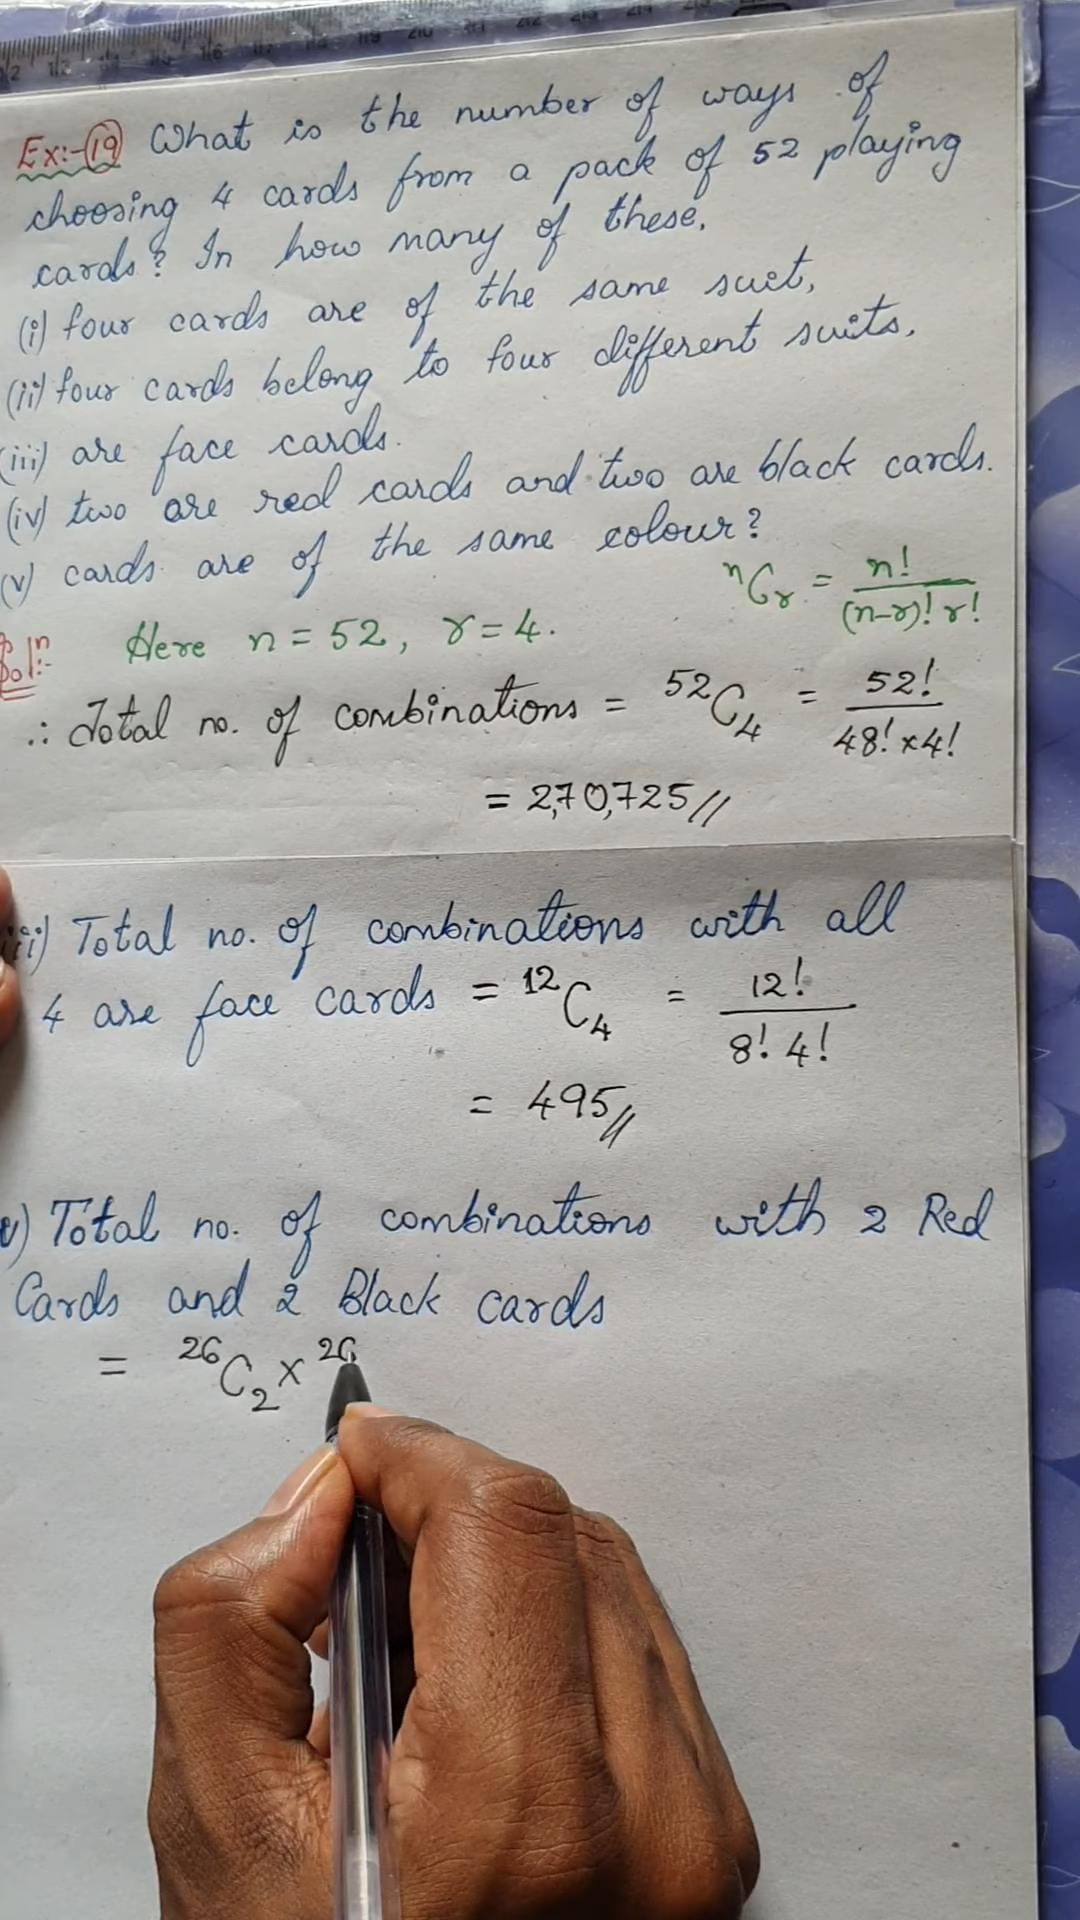 Ex:-19 What is the number of ways of
choosing 4 cards from a pack of 52 playing
cards? In how many of these,
(i) four cards are of the same suit,
(ii) four cards belong to four different suits,
(iii) are face cards.
(iv) two are red cards and two are black cards.
(v) cards are of the same colour?
ⁿCᵣ = n! / (n-r)! r!
Solⁿ:- Here n = 52, r = 4.
∴ Total no. of combinations = ⁵²C₄ = 52! / 48! × 4!
= 2,70,725//
iii) Total no. of combinations with all
4 are face cards = ¹²C₄ = 12! / 8! 4!
= 495//
v) Total no. of combinations with 2 Red
Cards and 2 Black cards
= ²⁶C₂ × ²⁶